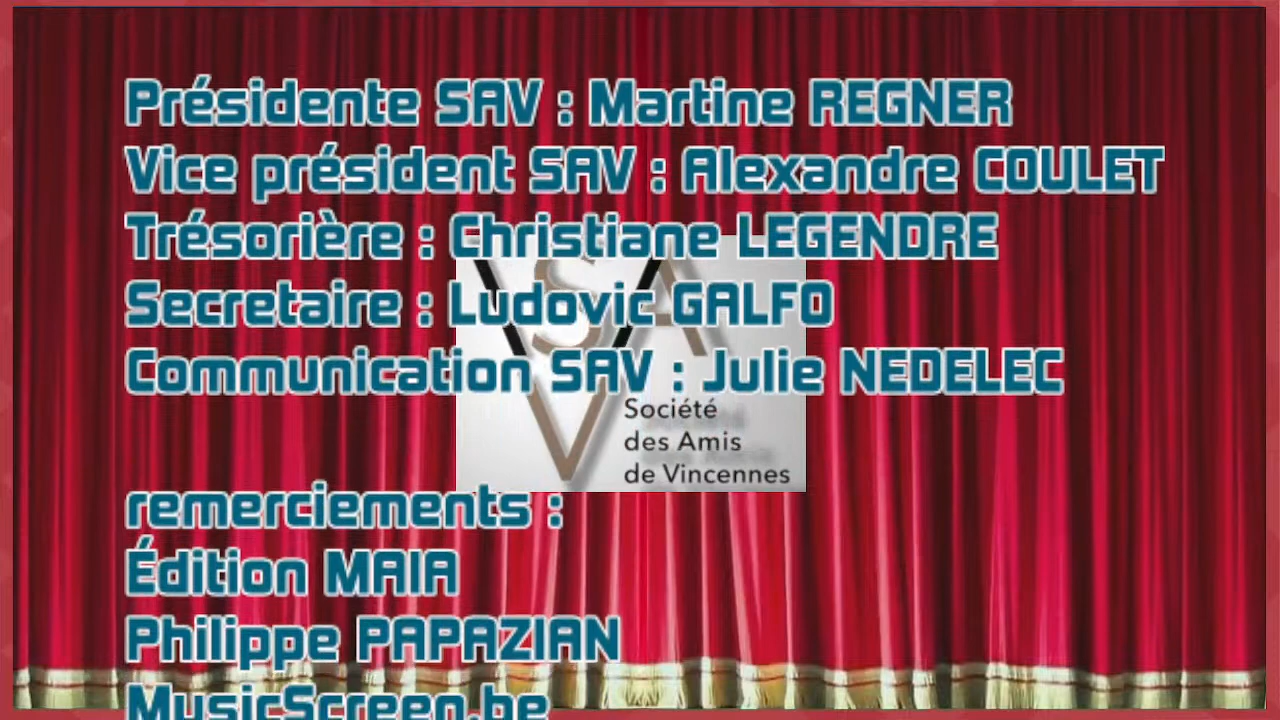 Présidente SAV : Martine REGNER
Vice président SAV : Alexandre COULET
Trésorière : Christiane LEGENDRE
Secretaire : Ludovic GALFO
Communication SAV : Julie NEDELEC
SAV
Société
des Amis
de Vincennes
remerciements :
Édition MAIA
Philippe PAPAZIAN
MusicScreen.be